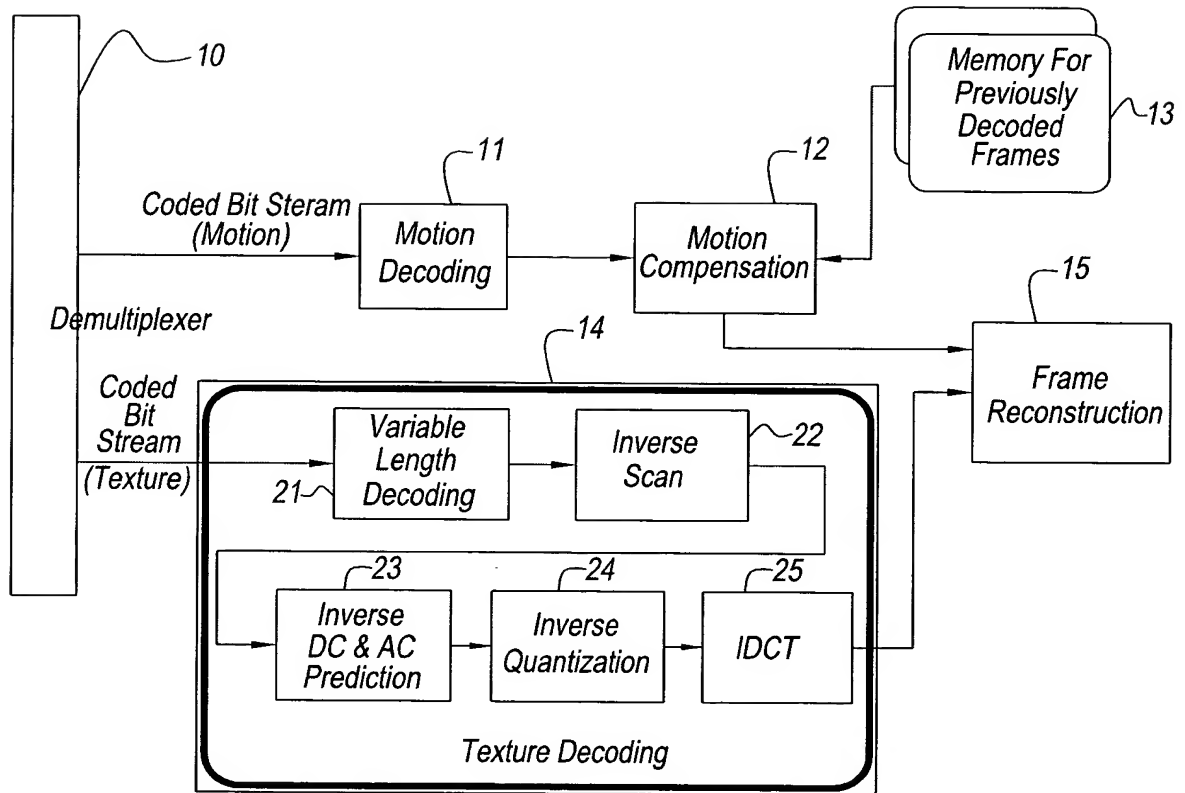 10
Memory For
Previously
Decoded
Frames
13
11
12
Coded Bit Steram
(Motion)
Motion
Decoding
Motion
Compensation
15
Demultiplexer
14
Frame
Reconstruction
Coded
Bit
Stream
(Texture)
Variable
Length
Decoding
21
Inverse
Scan
22
23
24
25
Inverse
DC & AC
Prediction
Inverse
Quantization
IDCT
Texture Decoding